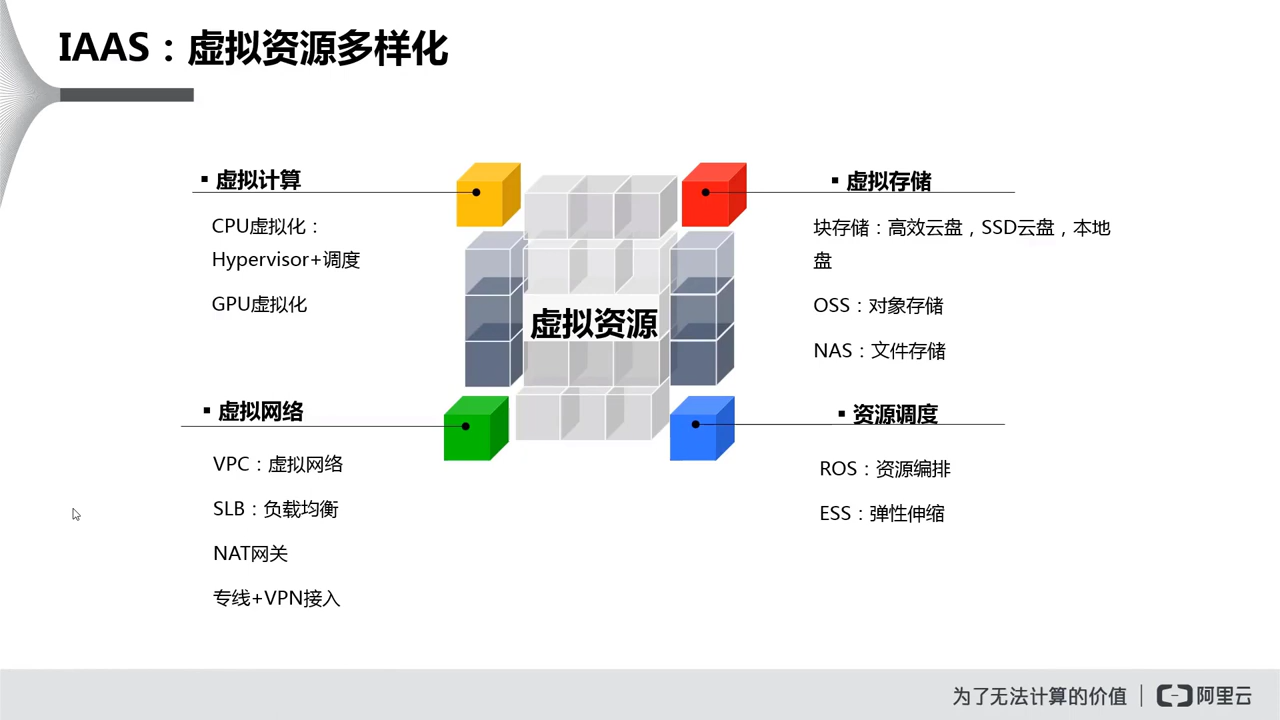 IAAS：虚拟资源多样化
▪ 虚拟计算
CPU虚拟化：
Hypervisor+调度
GPU虚拟化
▪ 虚拟存储
块存储：高效云盘，SSD云盘，本地
盘
OSS：对象存储
NAS：文件存储
虚拟资源
▪ 虚拟网络
VPC：虚拟网络
SLB：负载均衡
NAT网关
专线+VPN接入
▪ 资源调度
ROS：资源编排
ESS：弹性伸缩
为了无法计算的价值 | 阿里云